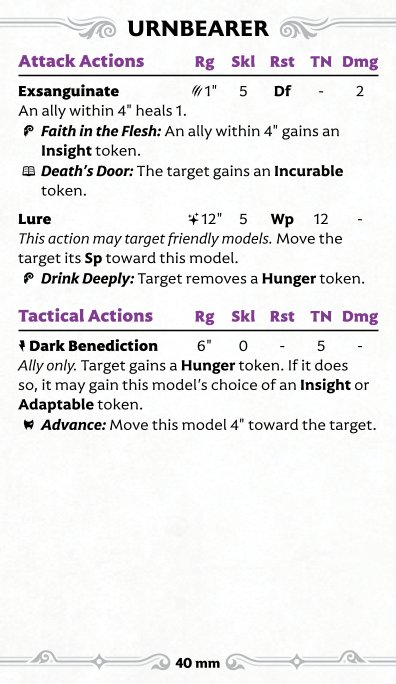 URNBEARER
Attack Actions Rg Skl Rst TN Dmg
Exsanguinate 1" 5 Df - 2
An ally within 4" heals 1.
Faith in the Flesh: An ally within 4" gains an
Insight token.
Death's Door: The target gains an Incurable
token.
Lure 12" 5 Wp 12 -
This action may target friendly models. Move the
target its Sp toward this model.
Drink Deeply: Target removes a Hunger token.
Tactical Actions Rg Skl Rst TN Dmg
Dark Benediction 6" 0 - 5 -
Ally only. Target gains a Hunger token. If it does
so, it may gain this model's choice of an Insight or
Adaptable token.
Advance: Move this model 4" toward the target.
40 mm